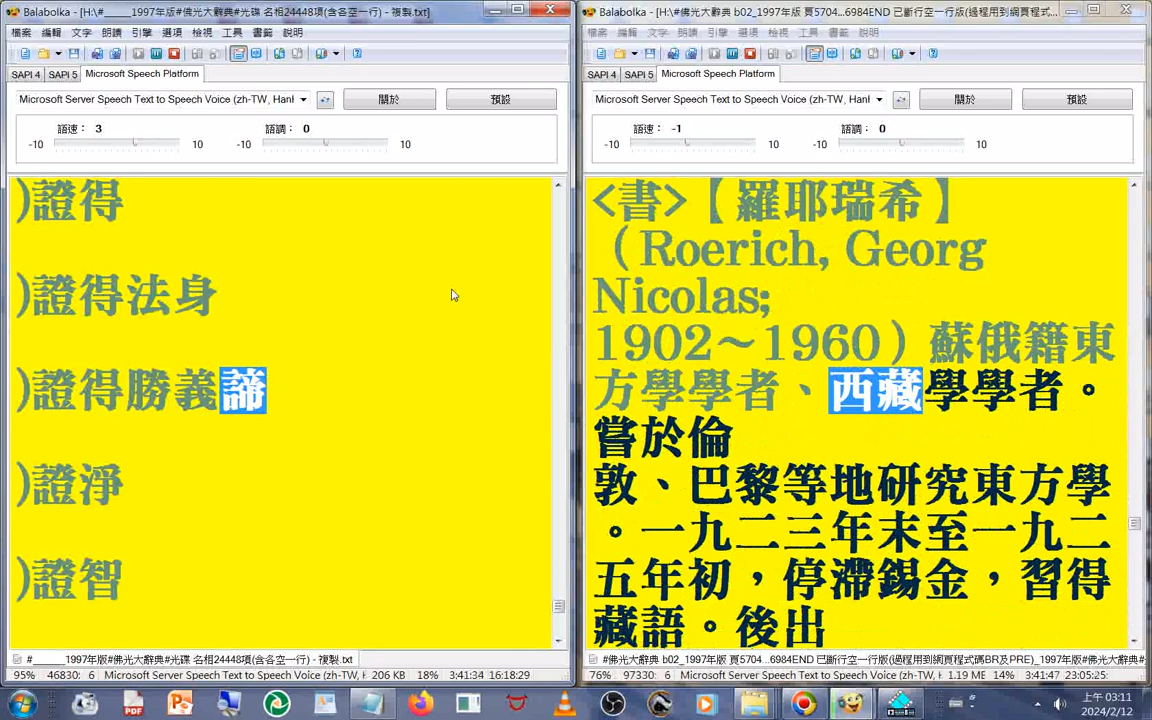 Balabolka - [H:\#_____1997年版#佛光大辭典#光碟 名相24448項(含各空一行) - 複製.txt]
檔案 編輯 文字 朗讀 引擎 選項 檢視 工具 書籤 說明
SAPI 4 SAPI 5 Microsoft Speech Platform
Microsoft Server Speech Text to Speech Voice (zh-TW, Hanl
關於 預設
語速： 3 語調： 0
-10 10 -10 10
)證得
)證得法身
)證得勝義諦
)證淨
)證智
#_____1997年版#佛光大辭典#光碟 名相24448項(含各空一行) - 複製.txt
95% 46830: 6 Microsoft Server Speech Text to Speech Voice (zh-TW, H 206 KB 18% 3:41:34 16:18:29
Balabolka - [H:\#佛光大辭典 b02_1997年版 頁5704...6984END 已斷行空一行版(過程用到網頁程式...
檔案 編輯 文字 朗讀 引擎 選項 檢視 工具 書籤 說明
SAPI 4 SAPI 5 Microsoft Speech Platform
Microsoft Server Speech Text to Speech Voice (zh-TW, Hanl
關於 預設
語速： -1 語調： 0
-10 10 -10 10
<書>【羅耶瑞希】
（Roerich, Georg
Nicolas;
1902～1960）蘇俄籍東
方學學者、西藏學學者。
嘗於倫
敦、巴黎等地研究東方學
。一九二三年末至一九二
五年初，停滯錫金，習得
藏語。後出
#佛光大辭典 b02_1997年版 頁5704...6984END 已斷行空一行版(過程用到網頁程式碼BR及PRE)_1997年版#
76% 97330: 6 Microsoft Server Speech Text to Speech Voice (zh-TW, H 1.19 ME 14% 3:41:47 23:05:25
上午 03:11
2024/2/12